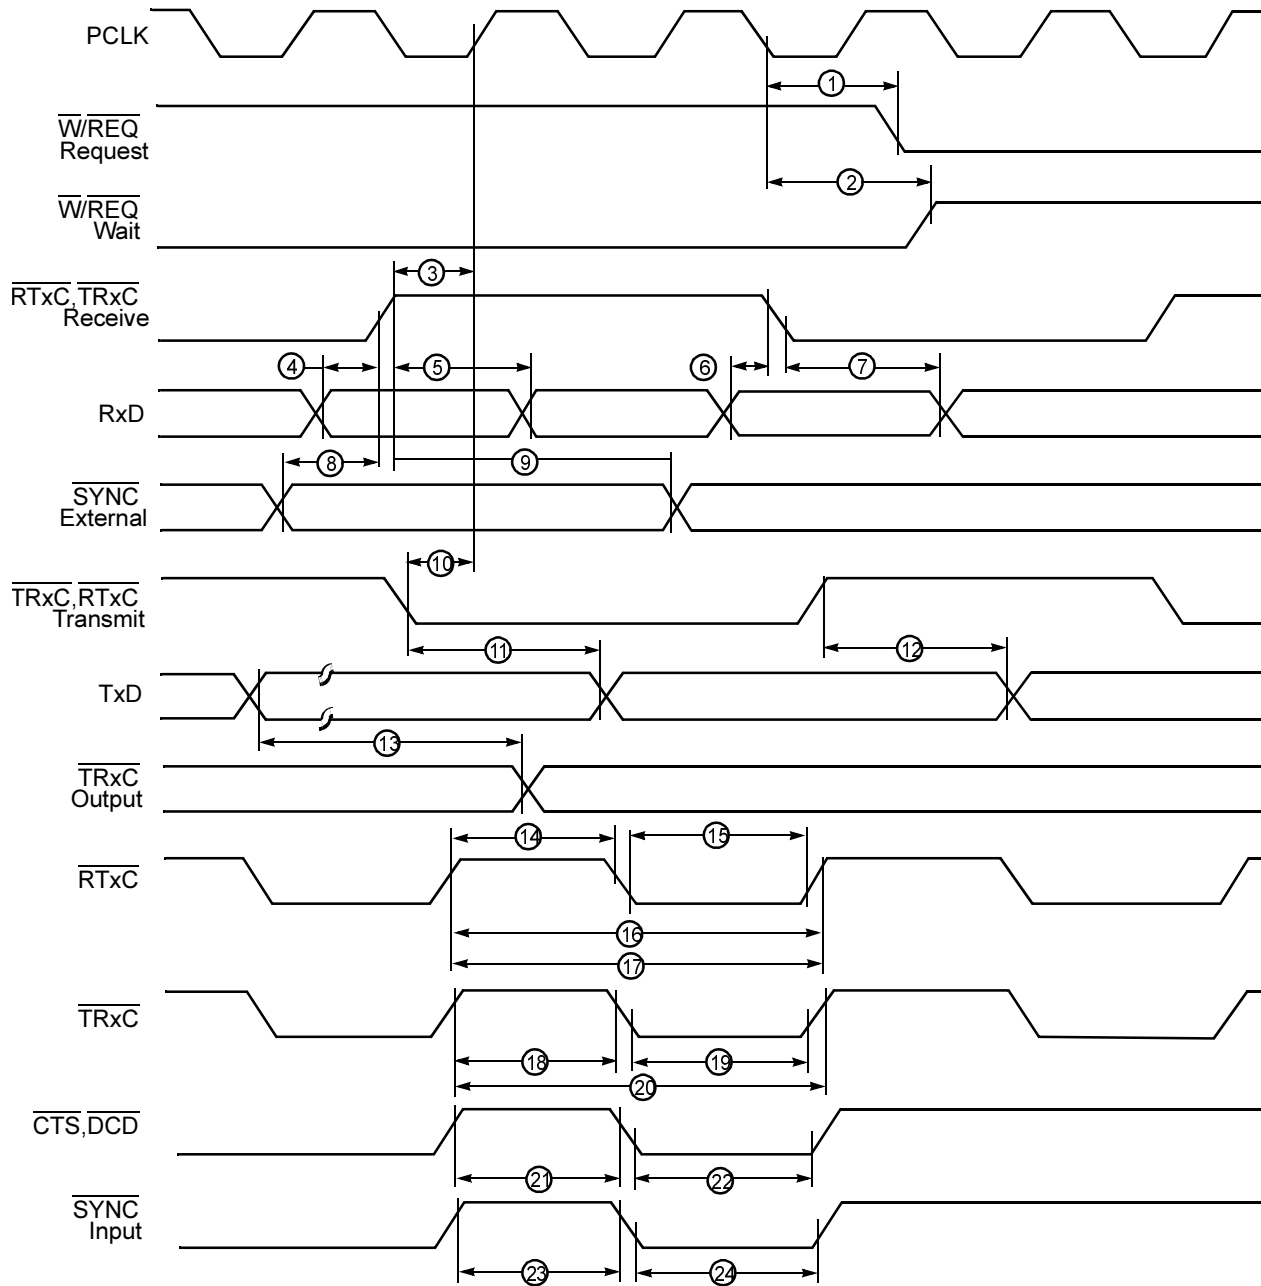 PCLK
1
W/REQ
Request
2
W/REQ
Wait
3
RTxC,TRxC
Receive
4
5
6
7
RxD
8
9
SYNC
External
10
TRxC,RTxC
Transmit
11
12
TxD
13
TRxC
Output
14
15
RTxC
16
17
TRxC
18
19
20
CTS,DCD
21
22
SYNC
Input
23
24